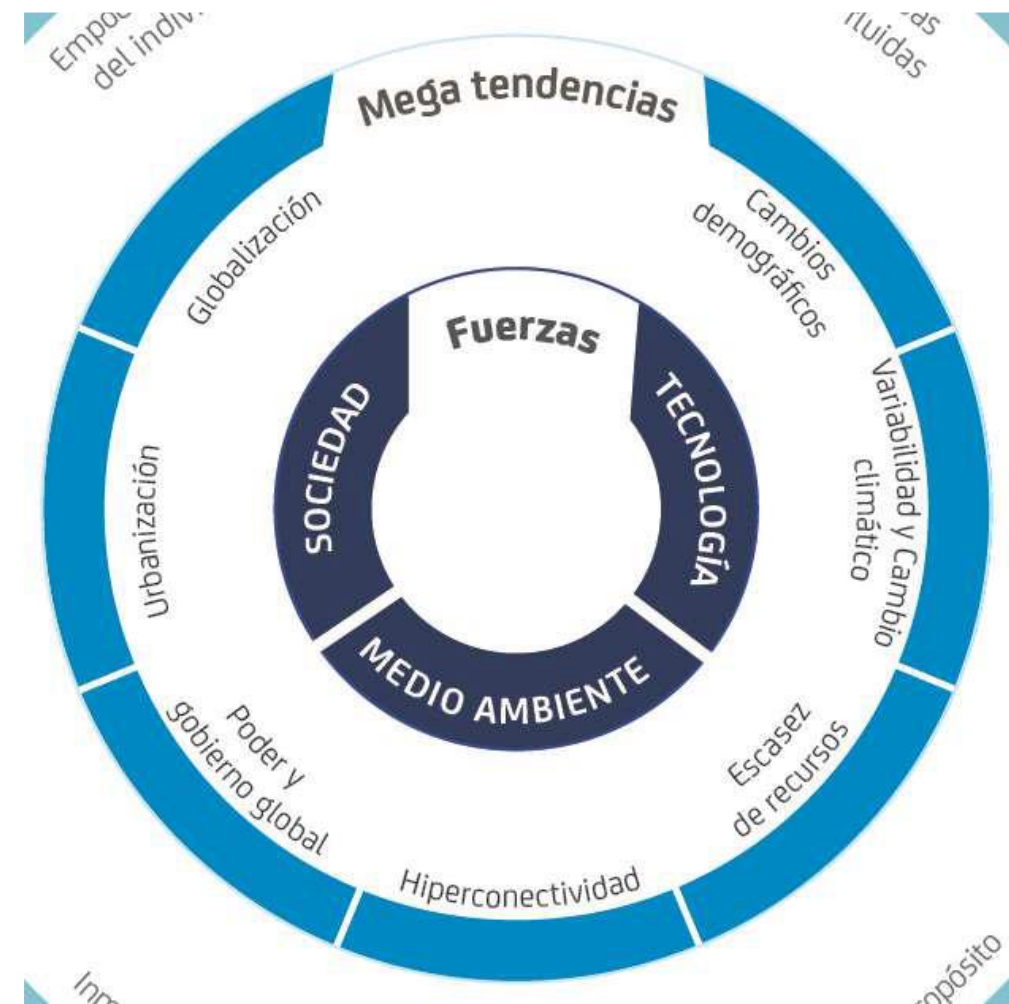 del
fluidas
Mega tendencias
Cambios
demográficos
Variabilidad y Cambio
climático
Escasez
de recursos
Hiperconectividad
Poder y
gobierno global
Urbanización
Globalización
Fuerzas
TECNOLOGÍA
MEDIO AMBIENTE
SOCIEDAD